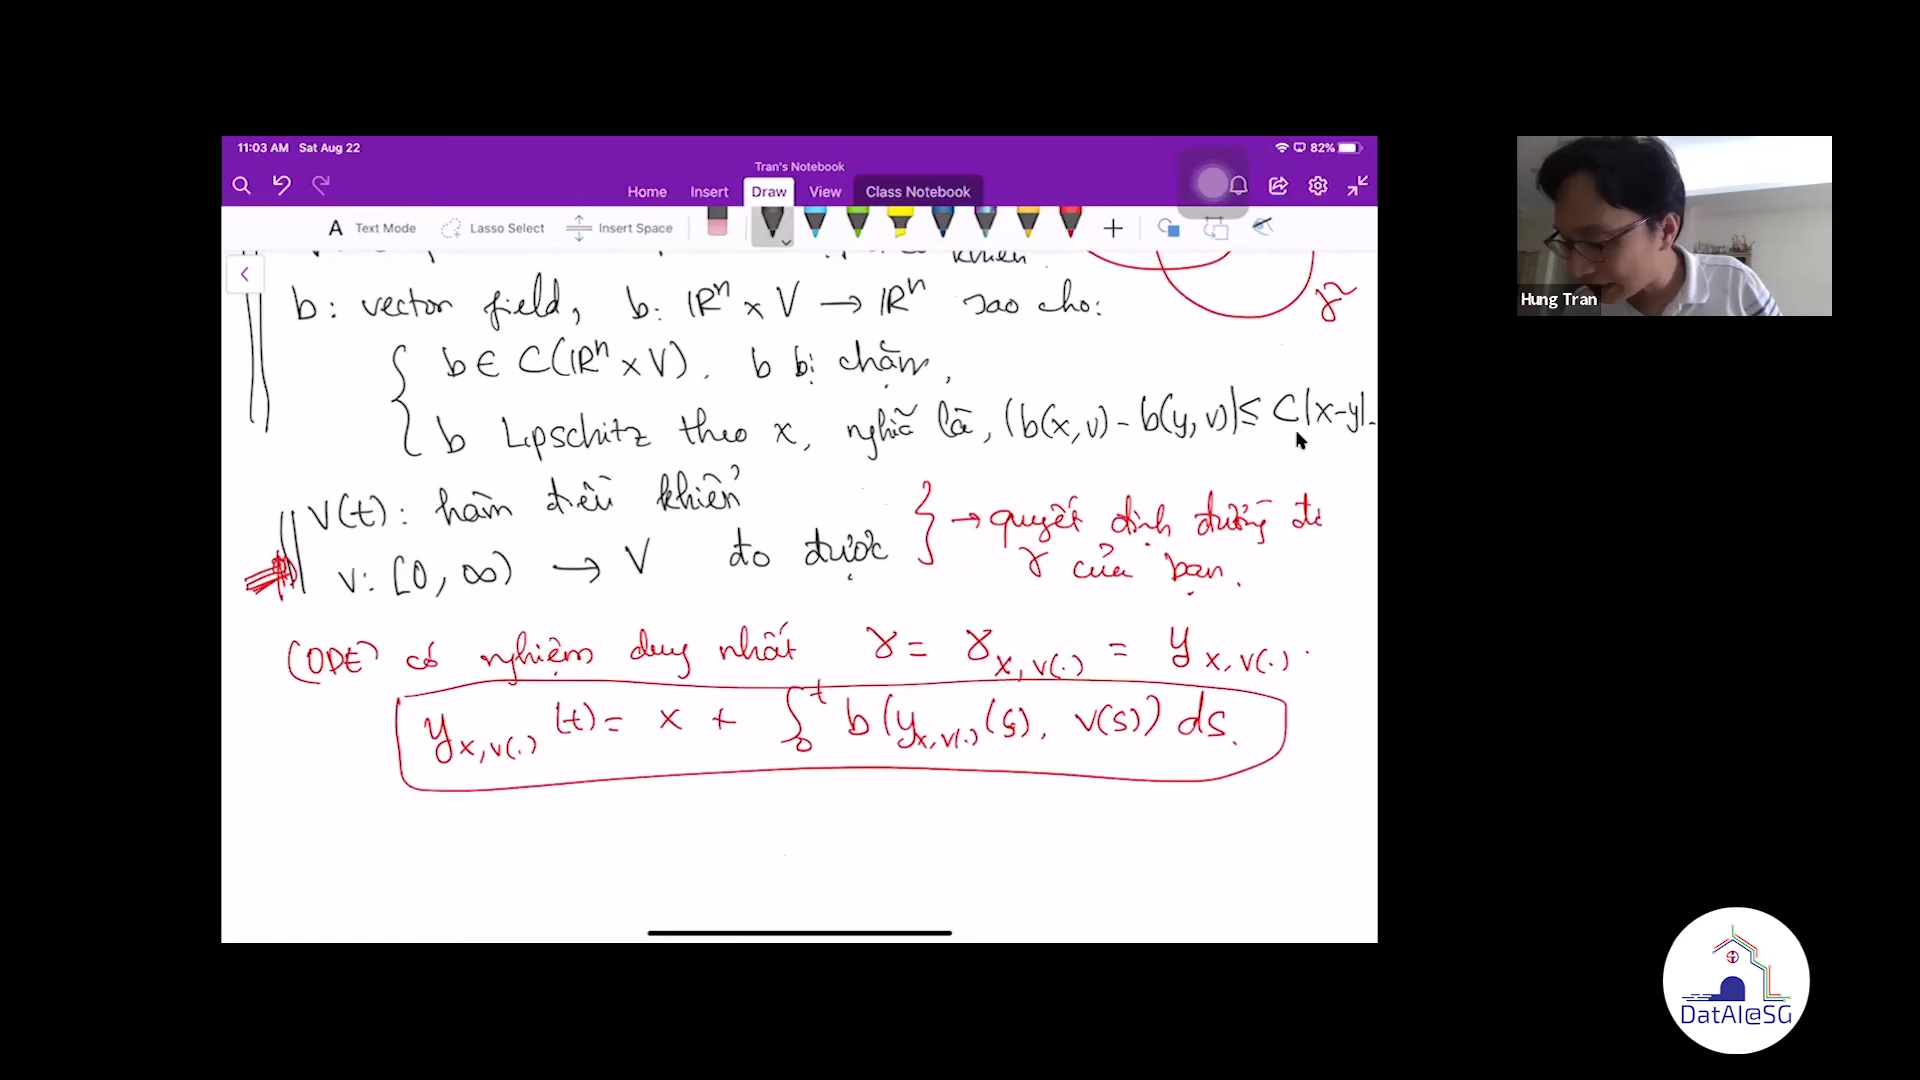 11:03 AM Sat Aug 22
82%
Tran's Notebook
Home Insert Draw View Class Notebook
A Text Mode Lasso Select Insert Space
khiển
b: vector field, b: ℝⁿ × V → ℝⁿ sao cho:
γ̃
b ∈ C(ℝⁿ × V). b bị chặn,
b Lipschitz theo x, nghĩa là, |b(x,v) - b(y,v)| ≤ C|x-y|
v(t): hàm điều khiển
→ quyết định đường đi
v: [0, ∞) → V đo được
γ của bạn.
(ODE) có nghiệm duy nhất γ = γ_{x,v(·)} = y_{x,v(·)}.
y_{x,v(·)}(t) = x + ∫₀ᵗ b(y_{x,v(·)}(s), v(s)) ds.
Hung Tran
DatAI@SG